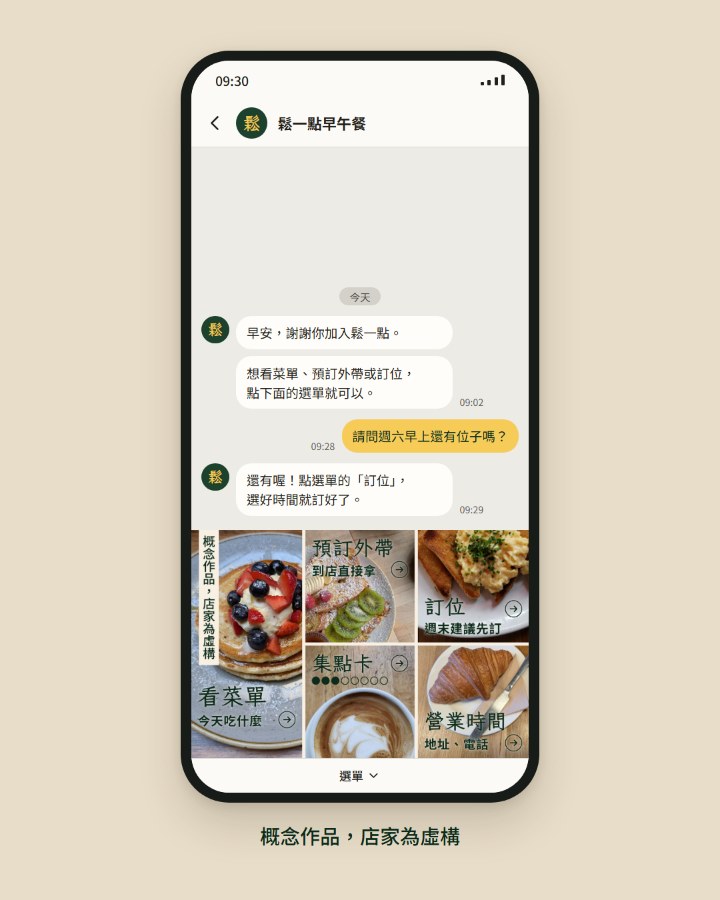 09:30
鬆
鬆一點早午餐
今天
鬆
早安，謝謝你加入鬆一點。
想看菜單、預訂外帶或訂位，
點下面的選單就可以。
09:02
請問週六早上還有位子嗎？
09:28
鬆
還有喔！點選單的「訂位」，
選好時間就訂好了。
09:29
概念作品，店家為虛構
看菜單
今天吃什麼
預訂外帶
到店直接拿
訂位
週末建議先訂
集點卡
營業時間
地址、電話
選單
概念作品，店家為虛構